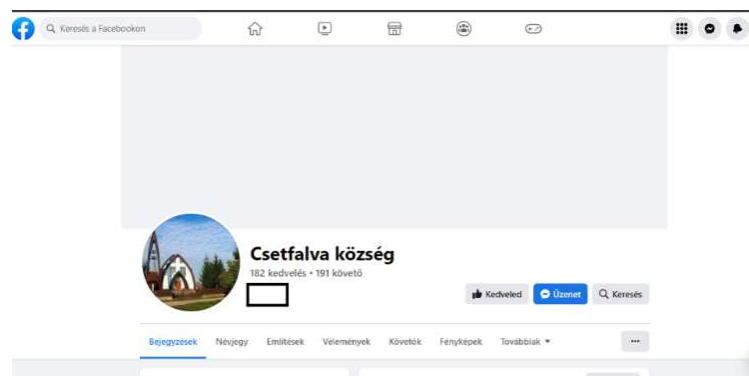 Keresés a Facebookon
Csetfalva község
182 kedvelés • 191 követő
Kedveled Üzenet Keresés
Bejegyzések Névjegy Említések Vélemények Követők Fényképek Továbbiak